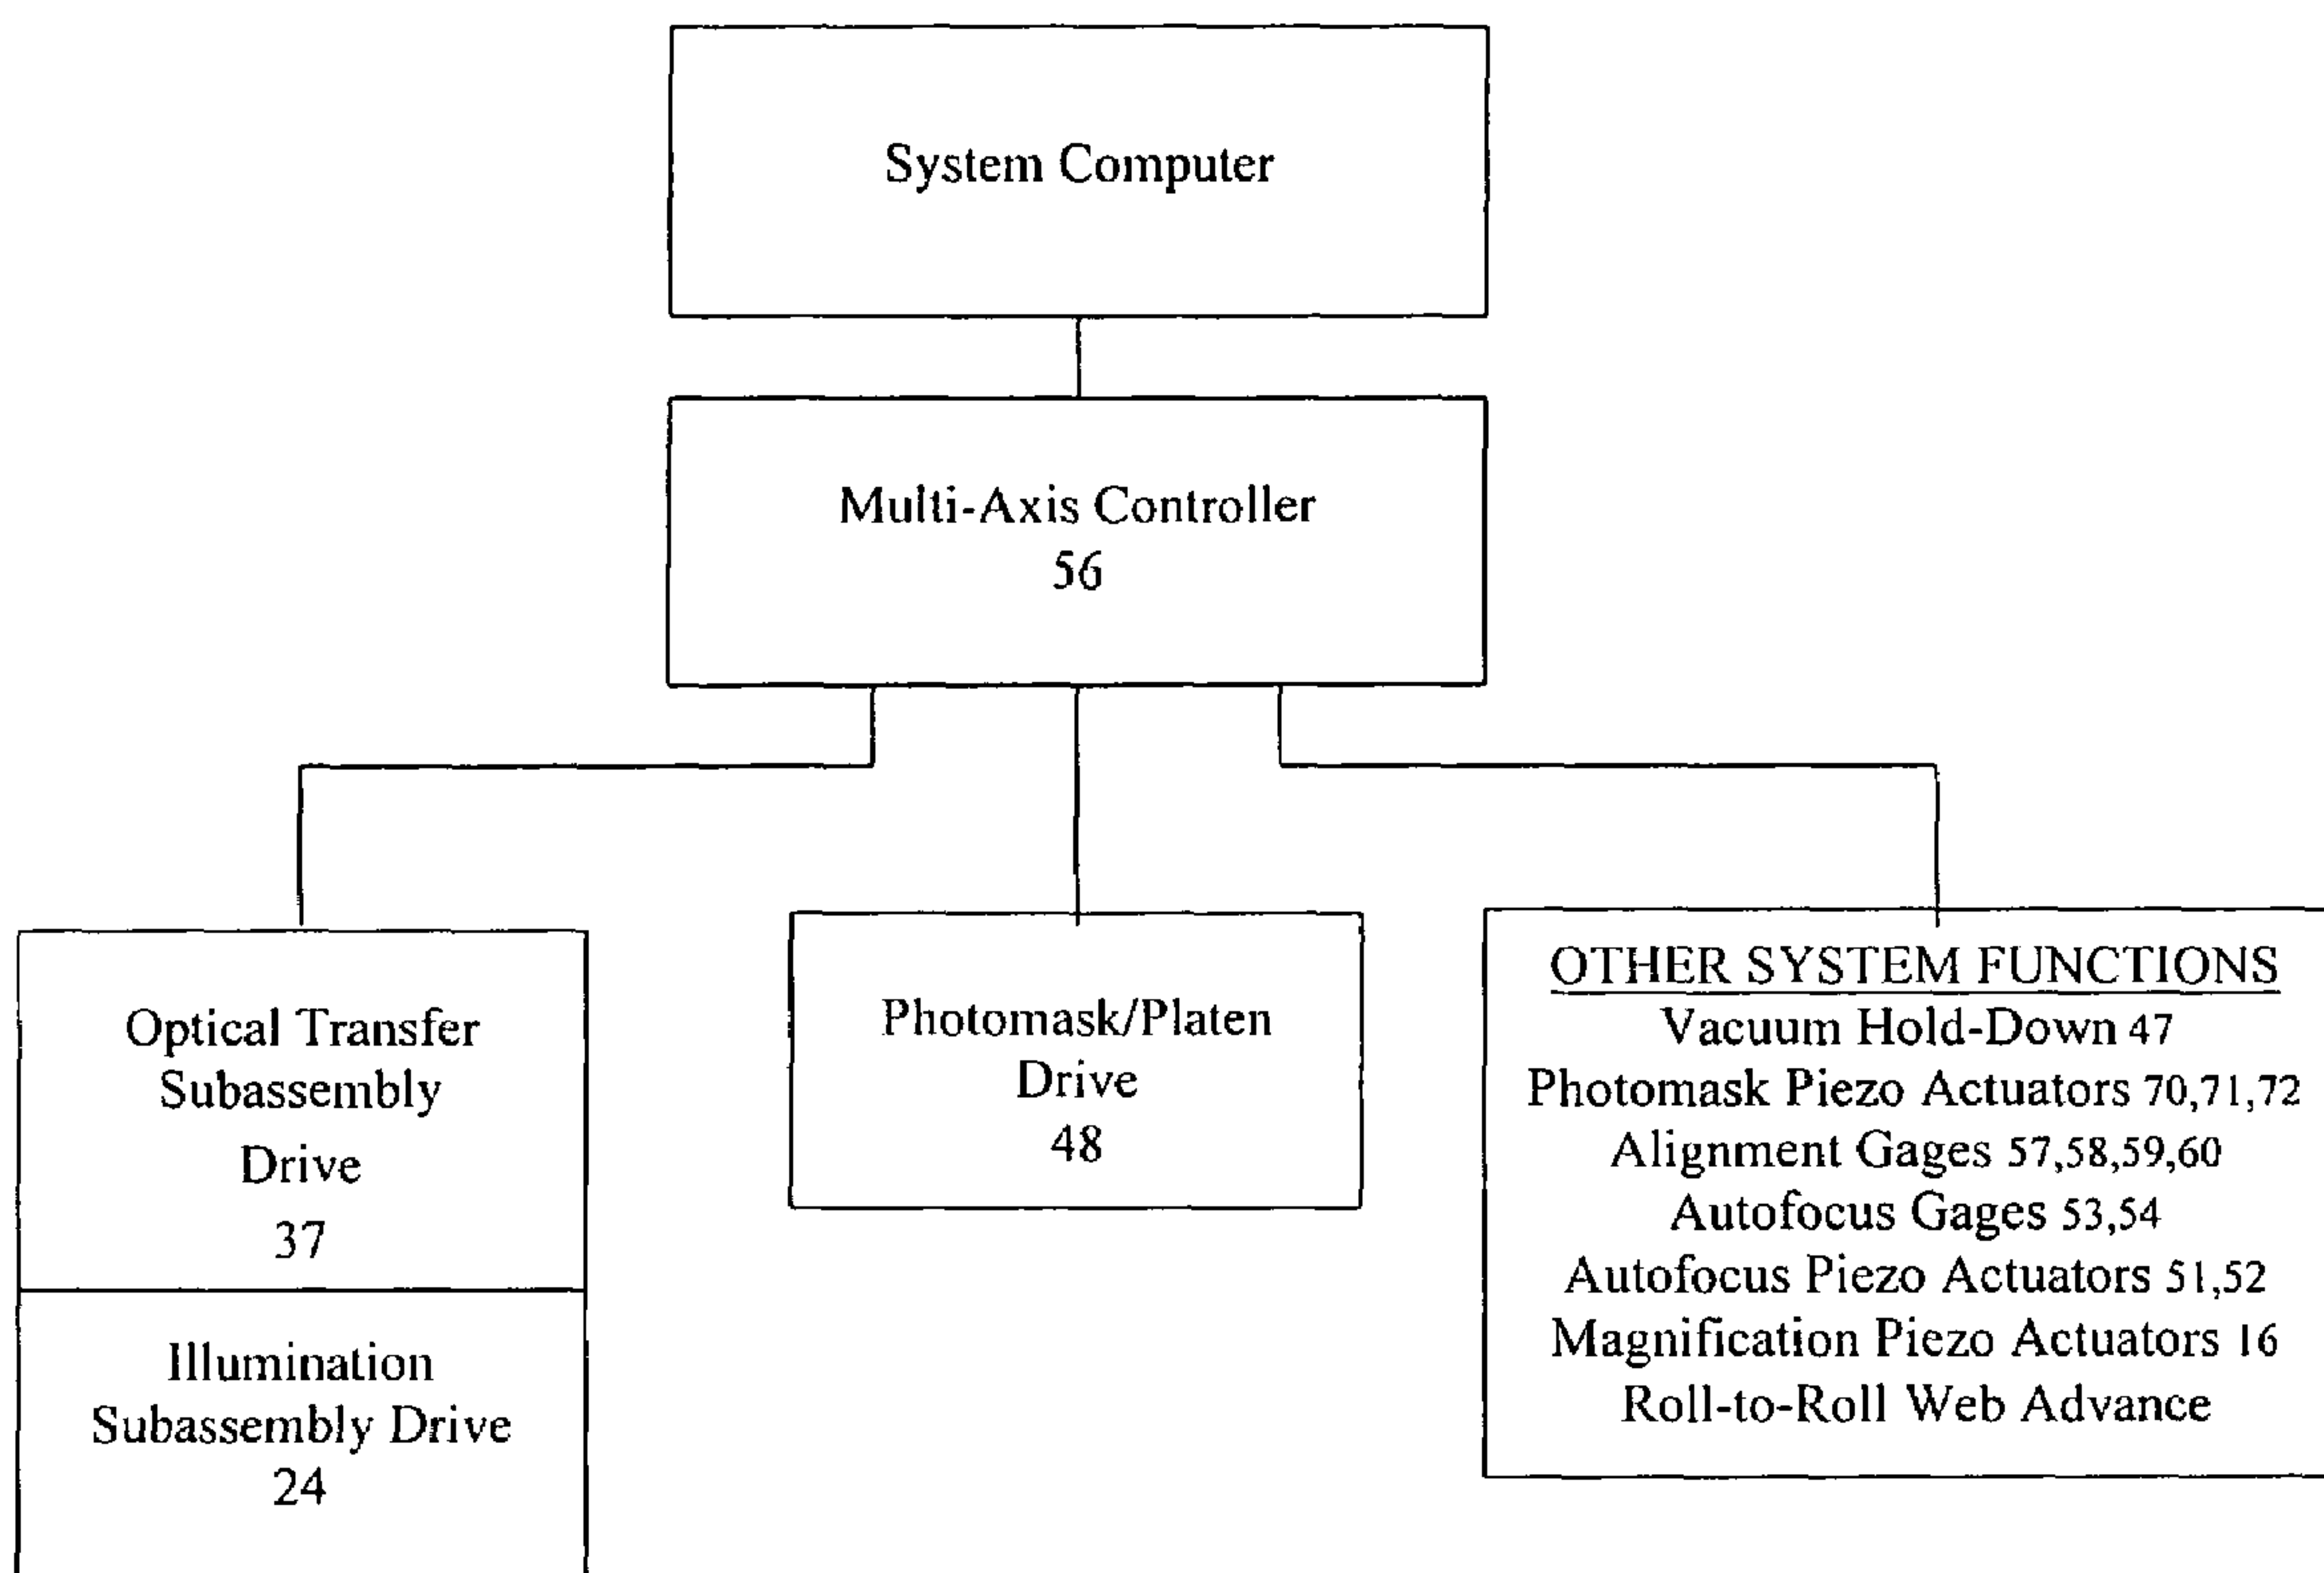 System Computer
Multi-Axis Controller
56
Optical Transfer
Subassembly
Drive
37
Illumination
Subassembly Drive
24
Photomask/Platen
Drive
48
OTHER SYSTEM FUNCTIONS
Vacuum Hold-Down 47
Photomask Piezo Actuators 70,71,72
Alignment Gages 57,58,59,60
Autofocus Gages 53,54
Autofocus Piezo Actuators 51,52
Magnification Piezo Actuators 16
Roll-to-Roll Web Advance